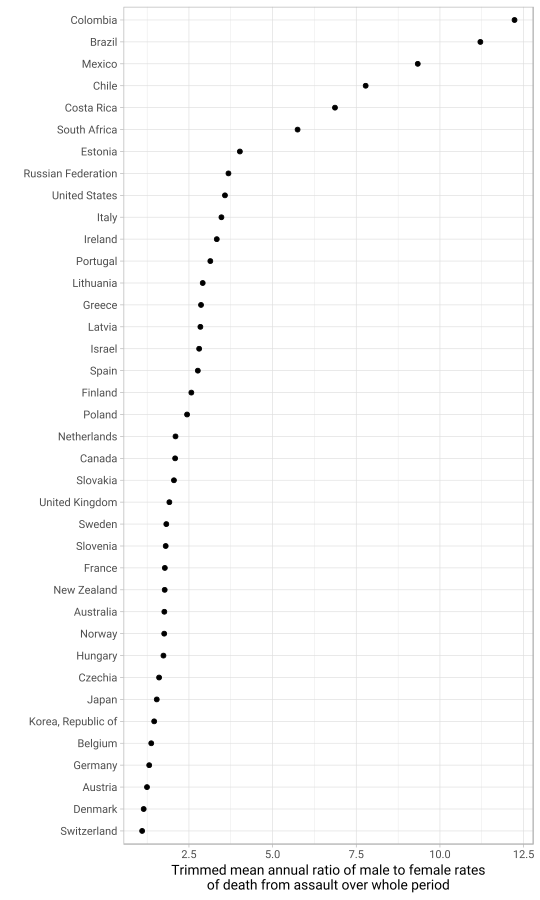 Colombia
Brazil
Mexico
Chile
Costa Rica
South Africa
Estonia
Russian Federation
United States
Italy
Ireland
Portugal
Lithuania
Greece
Latvia
Israel
Spain
Finland
Poland
Netherlands
Canada
Slovakia
United Kingdom
Sweden
Slovenia
France
New Zealand
Australia
Norway
Hungary
Czechia
Japan
Korea, Republic of
Belgium
Germany
Austria
Denmark
Switzerland
2.5 5.0 7.5 10.0 12.5
Trimmed mean annual ratio of male to female rates
of death from assault over whole period